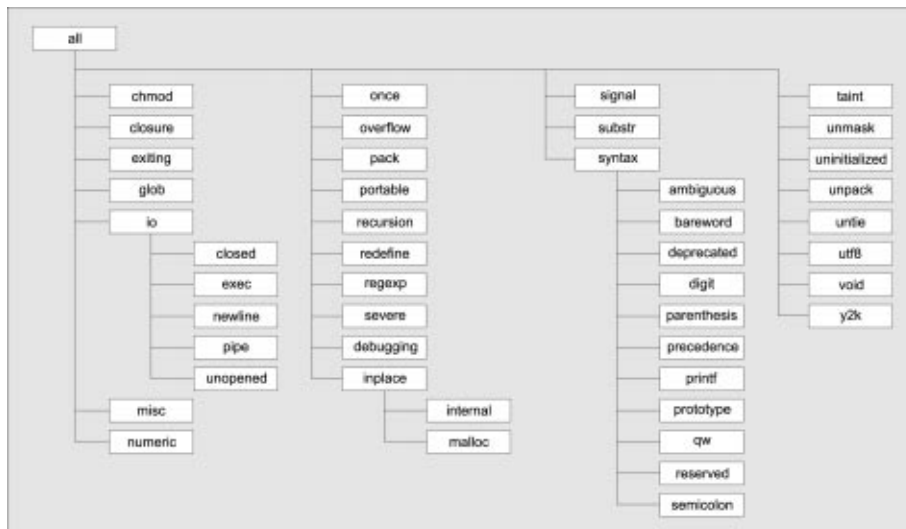 all
chmod
closure
exiting
glob
io
closed
exec
newline
pipe
unopened
misc
numeric
once
overflow
pack
portable
recursion
redefine
regexp
severe
debugging
inplace
internal
malloc
signal
substr
syntax
ambiguous
bareword
deprecated
digit
parenthesis
precedence
printf
prototype
qw
reserved
semicolon
taint
unmask
uninitialized
unpack
untie
utf8
void
y2k